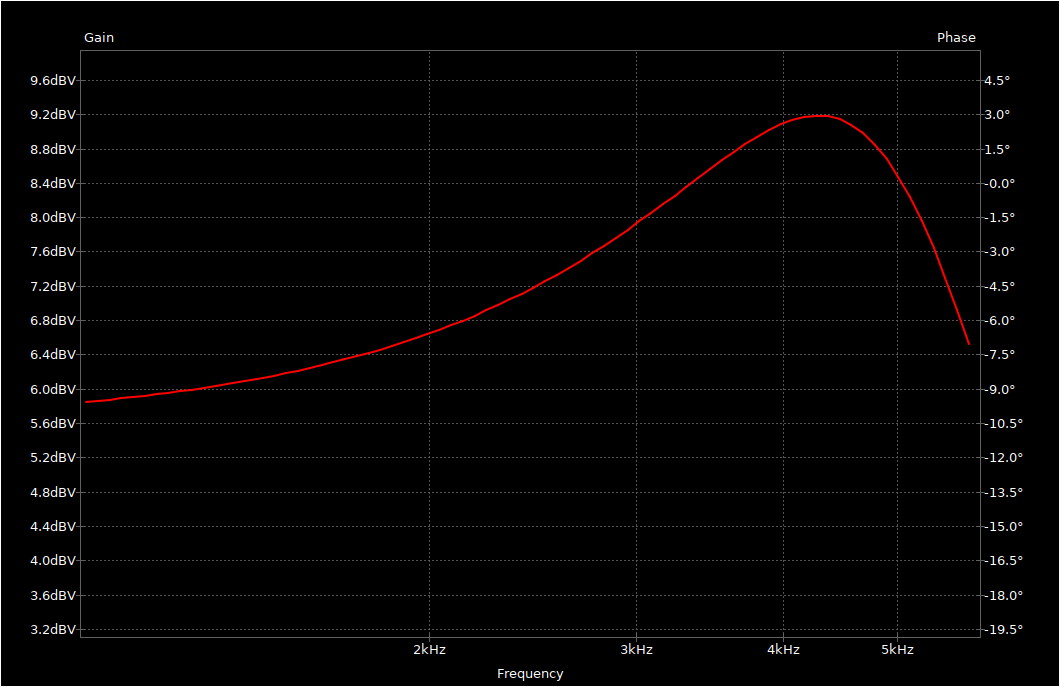 Gain Phase
9.6dBV 4.5°
9.2dBV 3.0°
8.8dBV 1.5°
8.4dBV -0.0°
8.0dBV -1.5°
7.6dBV -3.0°
7.2dBV -4.5°
6.8dBV -6.0°
6.4dBV -7.5°
6.0dBV -9.0°
5.6dBV -10.5°
5.2dBV -12.0°
4.8dBV -13.5°
4.4dBV -15.0°
4.0dBV -16.5°
3.6dBV -18.0°
3.2dBV -19.5°
2kHz 3kHz 4kHz 5kHz
Frequency